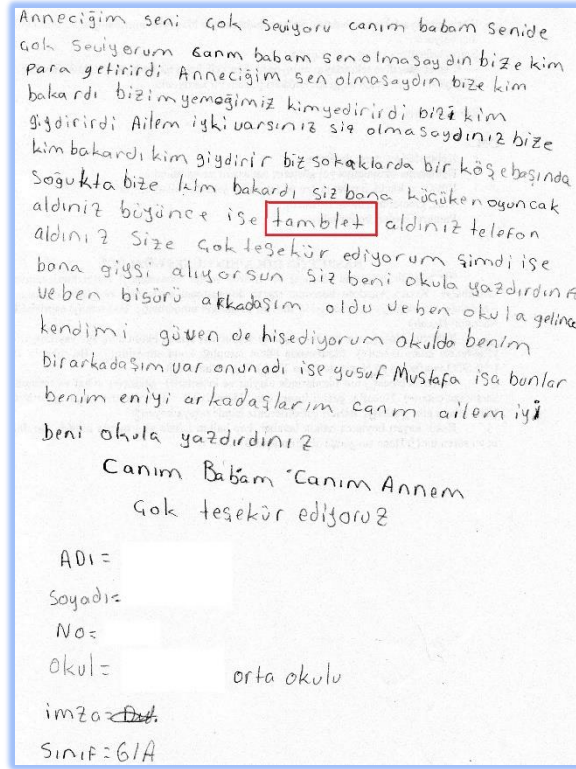 Anneciğim seni çok seviyoru canım babam senide
çok seviyorum canm babam sen olmasaydın bize kim
para getirirdi Anneciğim sen olmasaydın bize kim
bakardı bizim yemeğimiz kim yedirirdi bizi kim
giydirirdi Ailem iyki varsınız siz olmasaydınız bize
kim bakardı kim giydirir biz sokaklarda bir köşebaşında
soğukta bize kim bakardı siz bana küçüken oyuncak
aldınız büyünce ise tamblet aldınız telefon
aldınız size çok teşekür ediyorum şimdi ise
bana giysi alıyorsun siz beni okula yazdırdın
ve ben bisürü arkadaşım oldu ve ben okula gelince
kendimi güven de hisediyorum okulda benim
bir arkadaşım var onun adı ise yusuf Mustafa isa bunlar
benim eniyi arkadaşlarım canım ailem iyi
beni okula yazdırdınız
Canım Babam Canım Annem
çok teşekür ediyoruz
ADI=
Soyadı=
No=
Okul= orta okulu
imza=
Sınıf=6/A